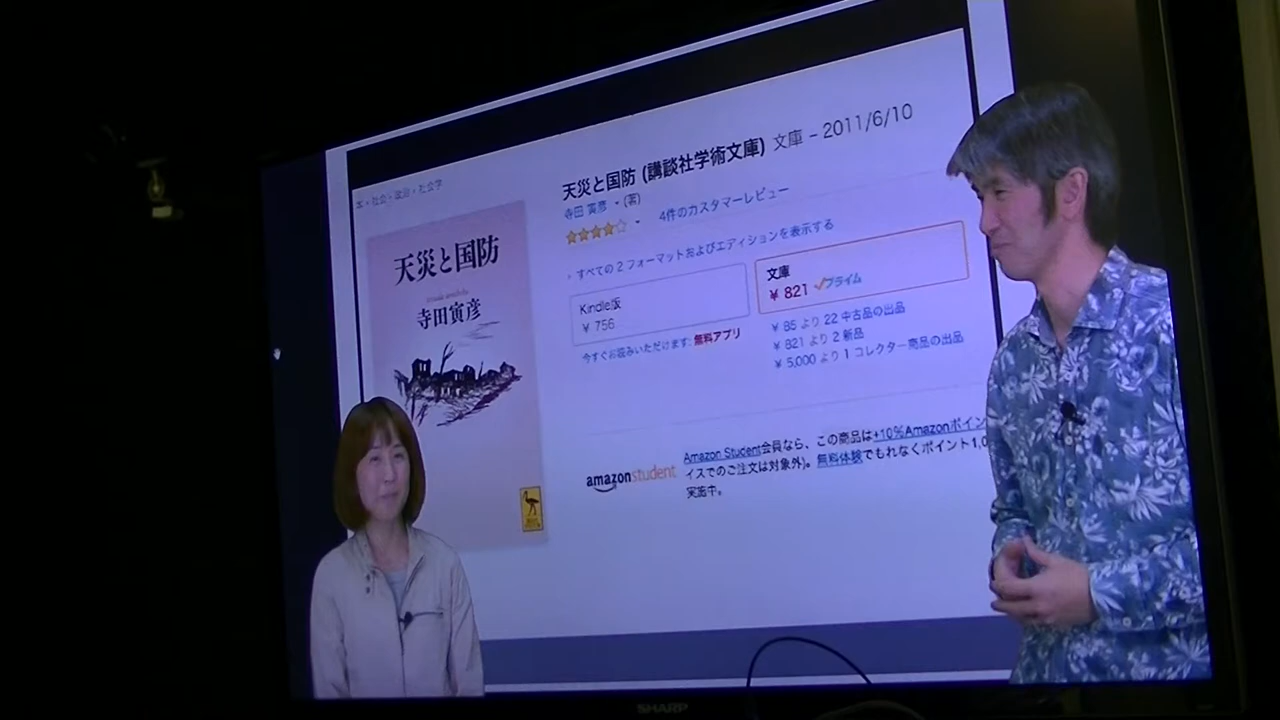 本 › 社会・政治 › 社会学
天災と国防
寺田寅彦
天災と国防 (講談社学術文庫) 文庫 – 2011/6/10
寺田 寅彦 (著)
4件のカスタマーレビュー
すべての 2 フォーマットおよびエディションを表示する
Kindle版
¥ 756
今すぐお読みいただけます: 無料アプリ
文庫
¥ 821 プライム
¥ 85 より 22 中古品の出品
¥ 821 より 2 新品
¥ 5,000 より 1 コレクター商品の出品
amazonstudent
Amazon Student会員なら、この商品は+10%Amazonポイン
イスでのご注文は対象外)。無料体験でもれなくポイント1,0
実施中。
SHARP